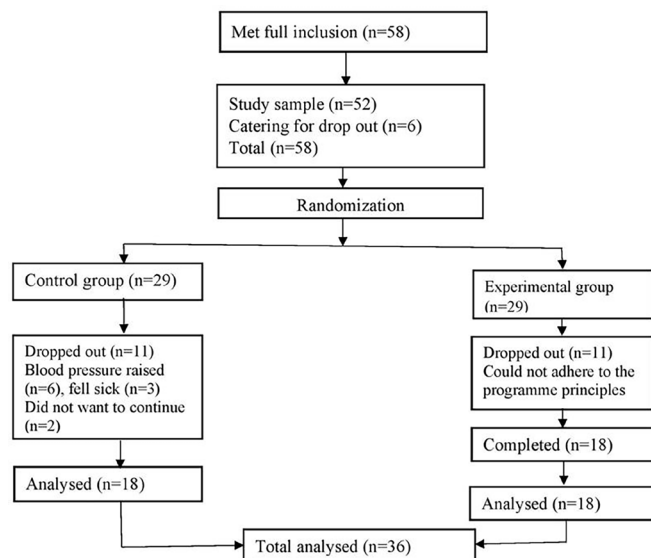 Met full inclusion (n=58)
Study sample (n=52)
Catering for drop out (n=6)
Total (n=58)
Randomization
Control group (n=29)
Experimental group
(n=29)
Dropped out (n=11)
Blood pressure raised
(n=6), fell sick (n=3)
Did not want to continue
(n=2)
Dropped out (n=11)
Could not adhere to the
programme principles
Completed (n=18)
Analysed (n=18)
Analysed (n=18)
Total analysed (n=36)